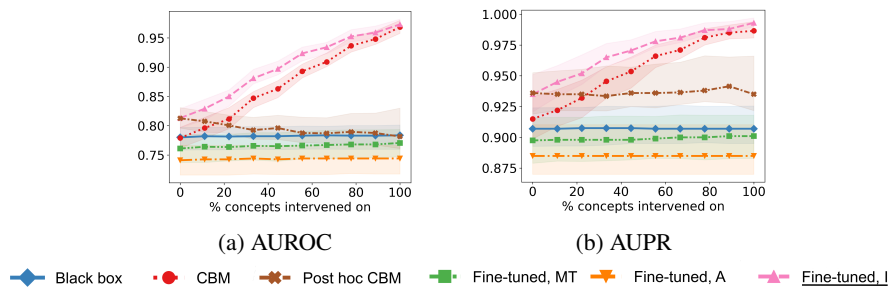 0.95
0.90
0.85
0.80
0.75
0 20 40 60 80 100
% concepts intervened on
(a) AUROC
1.000
0.975
0.950
0.925
0.900
0.875
0 20 40 60 80 100
% concepts intervened on
(b) AUPR
Black box CBM Post hoc CBM Fine-tuned, MT Fine-tuned, A Fine-tuned, I